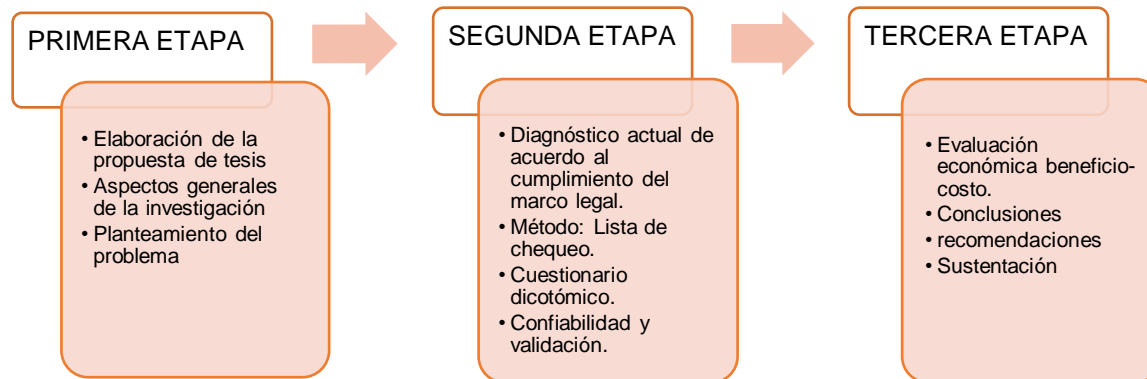 PRIMERA ETAPA
• Elaboración de la
propuesta de tesis
• Aspectos generales
de la investigación
• Planteamiento del
problema
SEGUNDA ETAPA
• Diagnóstico actual de
acuerdo al
cumplimiento del
marco legal.
• Método: Lista de
chequeo.
• Cuestionario
dicotómico.
• Confiabilidad y
validación.
TERCERA ETAPA
• Evaluación
económica beneficio-
costo.
• Conclusiones
• recomendaciones
• Sustentación